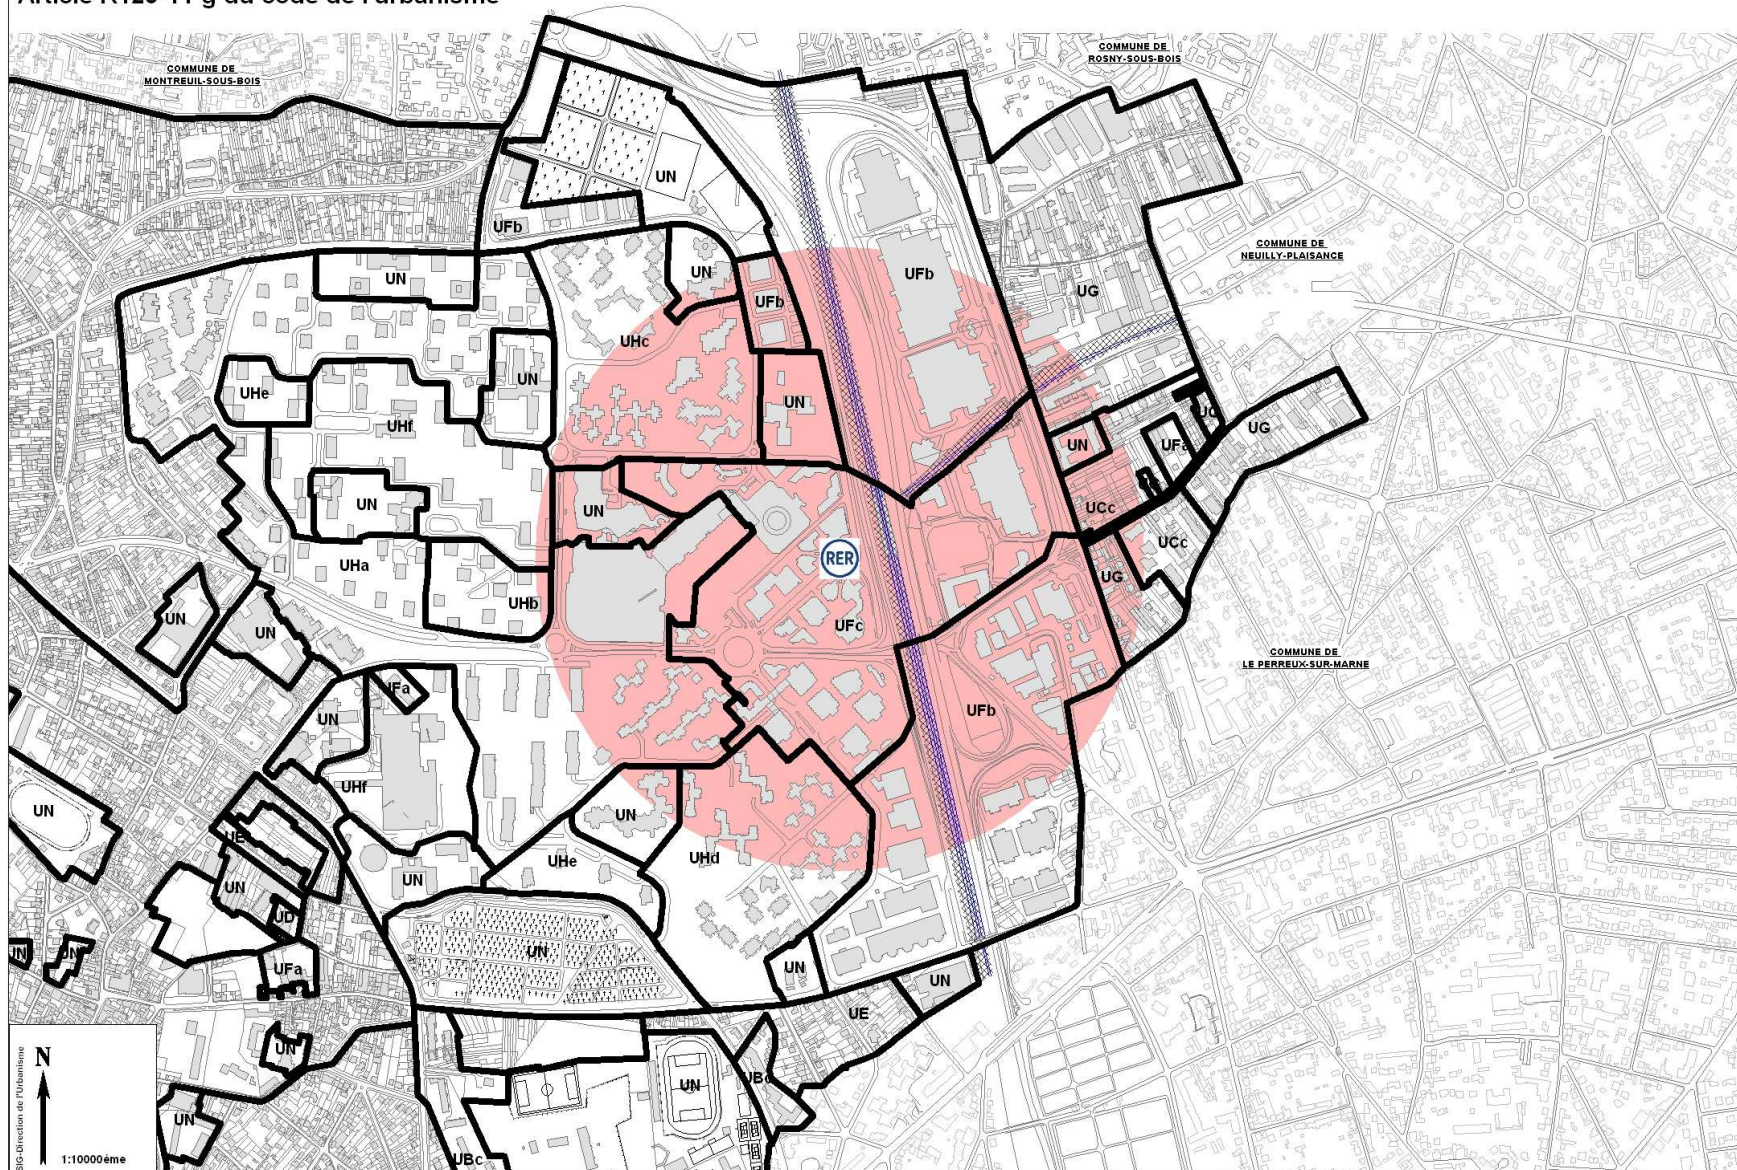 Article R123-11 g du code de l'urbanisme
COMMUNE DE
MONTREUIL-SOUS-BOIS
COMMUNE DE
ROSNY-SOUS-BOIS
UN
UFb
COMMUNE DE
NEUILLY-PLAISANCE
UN
UN
UFb
UFb
UG
UHc
UN
UHe
UN
UHf
UG
UFa
UN
UN
UN
UCc
UCc
RER
UHa
UG
UHb
UN
UN
UFc
COMMUNE DE
LE PERREUX-SUR-MARNE
UFa
UN
UFb
UHf
UN
UN
UE
UHe
UHd
UN
UN
UD
UN
UN
UN
UFa
UN
UN
UE
UN
N
UN
UN
UBc
UN
UBc
1:10000ème
SIG-Direction de l'Urbanisme